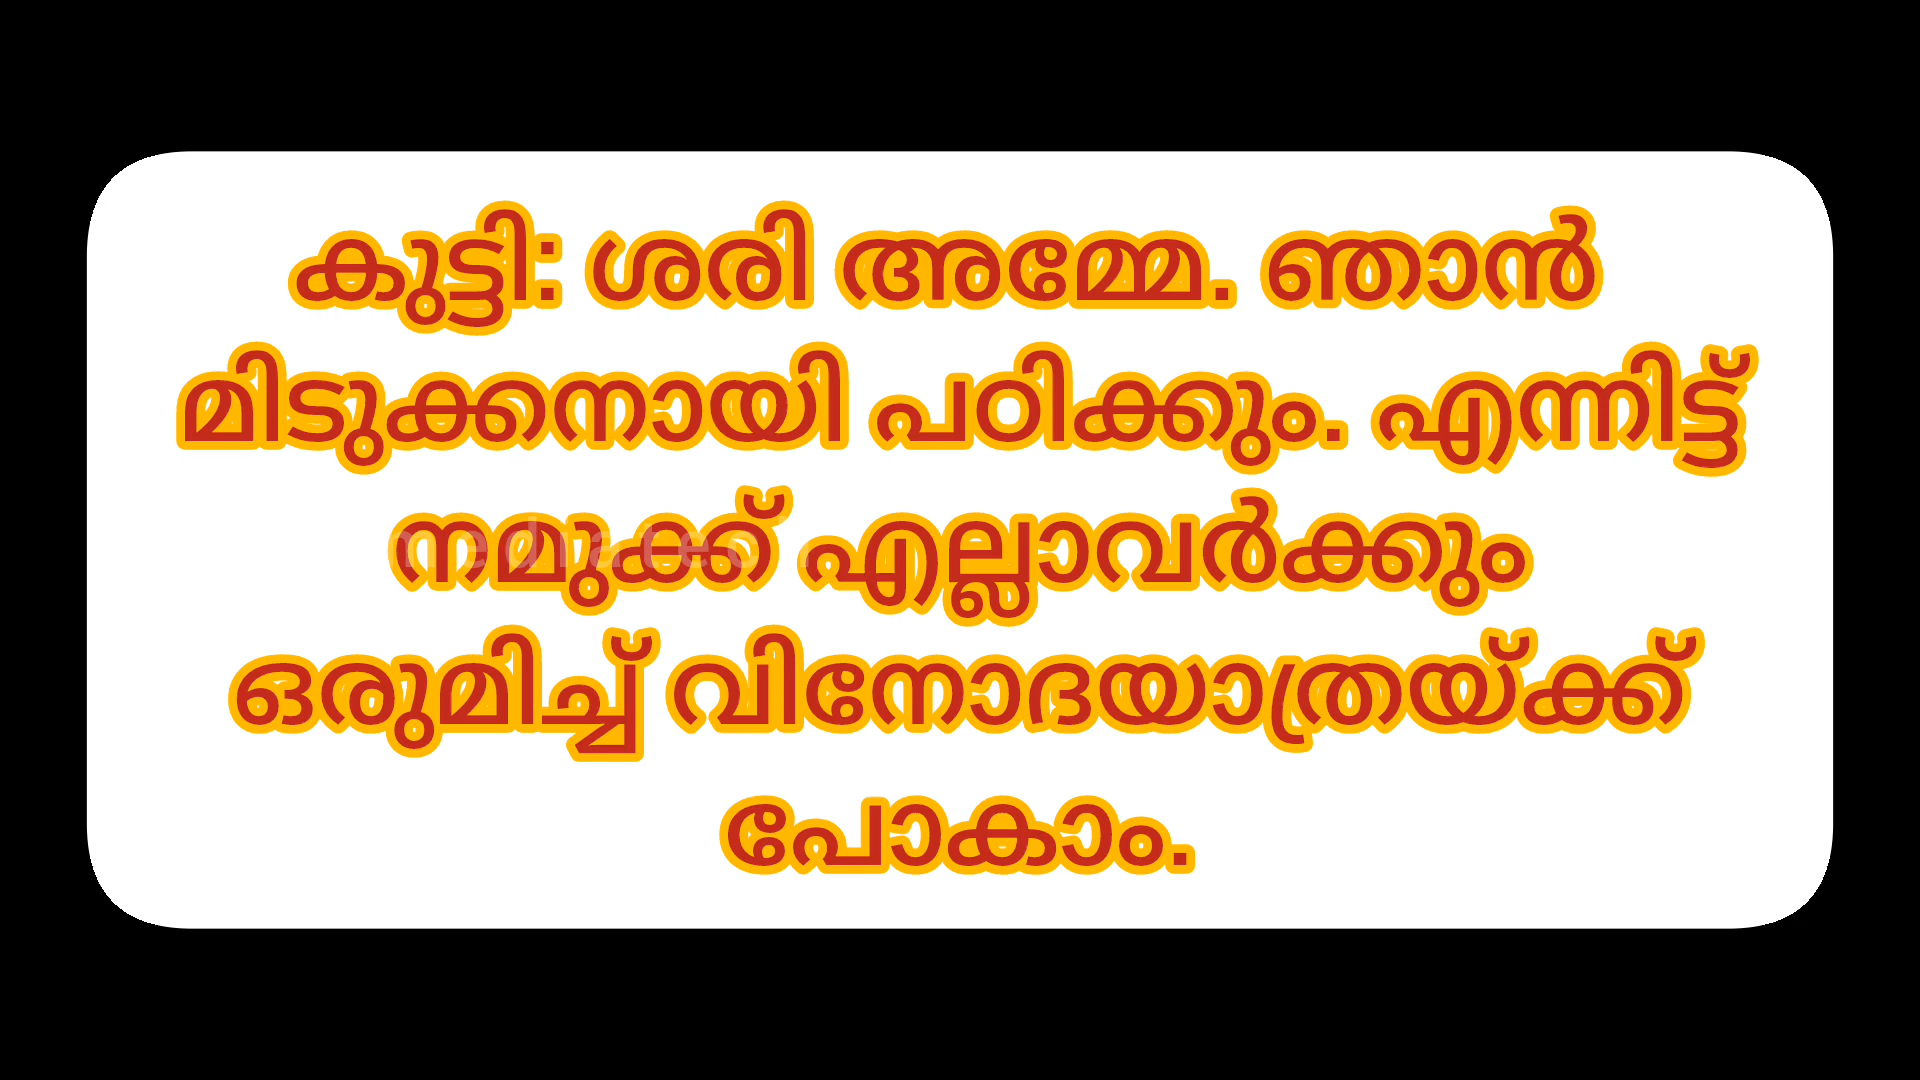 കുട്ടി: ശരി അമ്മേ. ഞാൻ
മിടുക്കനായി പഠിക്കും. എന്നിട്ട്
നമുക്ക് എല്ലാവർക്കും
ഒരുമിച്ച് വിനോദയാത്രയ്ക്ക്
പോകാം.